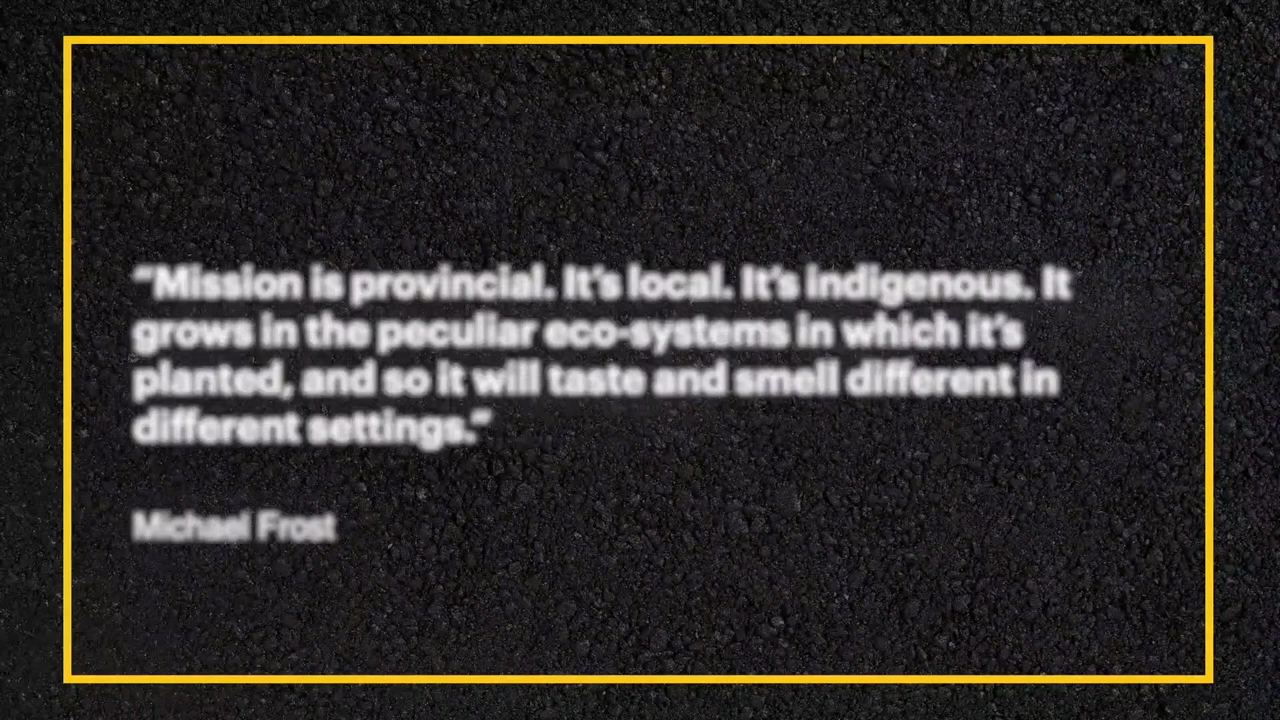 “Mission is provincial. It’s local. It’s indigenous. It
grows in the peculiar eco-systems in which it’s
planted, and so it will taste and smell different in
different settings.”
Michael Frost